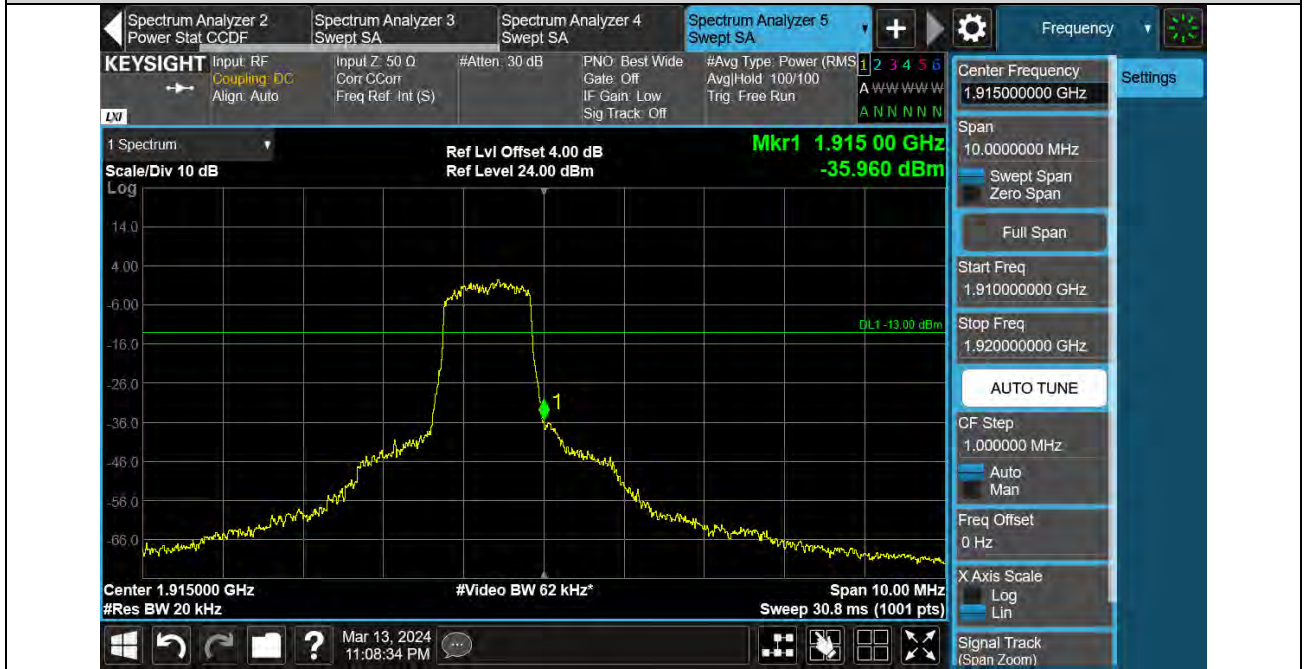 Spectrum Analyzer 2
Power Stat CCDF
Spectrum Analyzer 3
Swept SA
Spectrum Analyzer 4
Swept SA
Spectrum Analyzer 5
Swept SA
Frequency
KEYSIGHT
LXI
Input: RF
Coupling: DC
Align: Auto
Input Z: 50 Ω
Corr CCorr
Freq Ref: Int (S)
#Atten: 30 dB
PNO: Best Wide
Gate: Off
IF Gain: Low
Sig Track: Off
#Avg Type: Power (RMS
Avg|Hold: 100/100
Trig: Free Run
1 2 3 4 5 6
A W W W W W
A N N N N N
1 Spectrum
Scale/Div 10 dB
Ref Lvl Offset 4.00 dB
Ref Level 24.00 dBm
Mkr1 1.915 00 GHz
-35.960 dBm
Log
14.0
4.00
-6.00
-16.0
-26.0
-36.0
-46.0
-56.0
-66.0
DL1 -13.00 dBm
1
Center 1.915000 GHz
#Res BW 20 kHz
#Video BW 62 kHz*
Span 10.00 MHz
Sweep 30.8 ms (1001 pts)
Mar 13, 2024
11:08:34 PM
Center Frequency
1.915000000 GHz
Settings
Span
10.0000000 MHz
Swept Span
Zero Span
Full Span
Start Freq
1.910000000 GHz
Stop Freq
1.920000000 GHz
AUTO TUNE
CF Step
1.000000 MHz
Auto
Man
Freq Offset
0 Hz
X Axis Scale
Log
Lin
Signal Track
(Span Zoom)